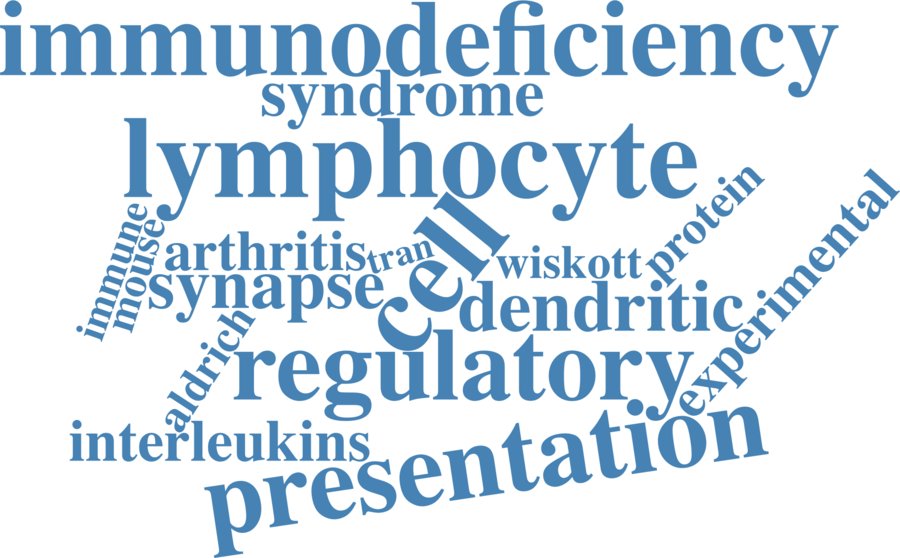 immunodeficiency
syndrome
lymphocyte
protein
immune
mouse
arthritis
tran
cell
wiskott
experimental
synapse
dendritic
aldrich
regulatory
interleukins
presentation